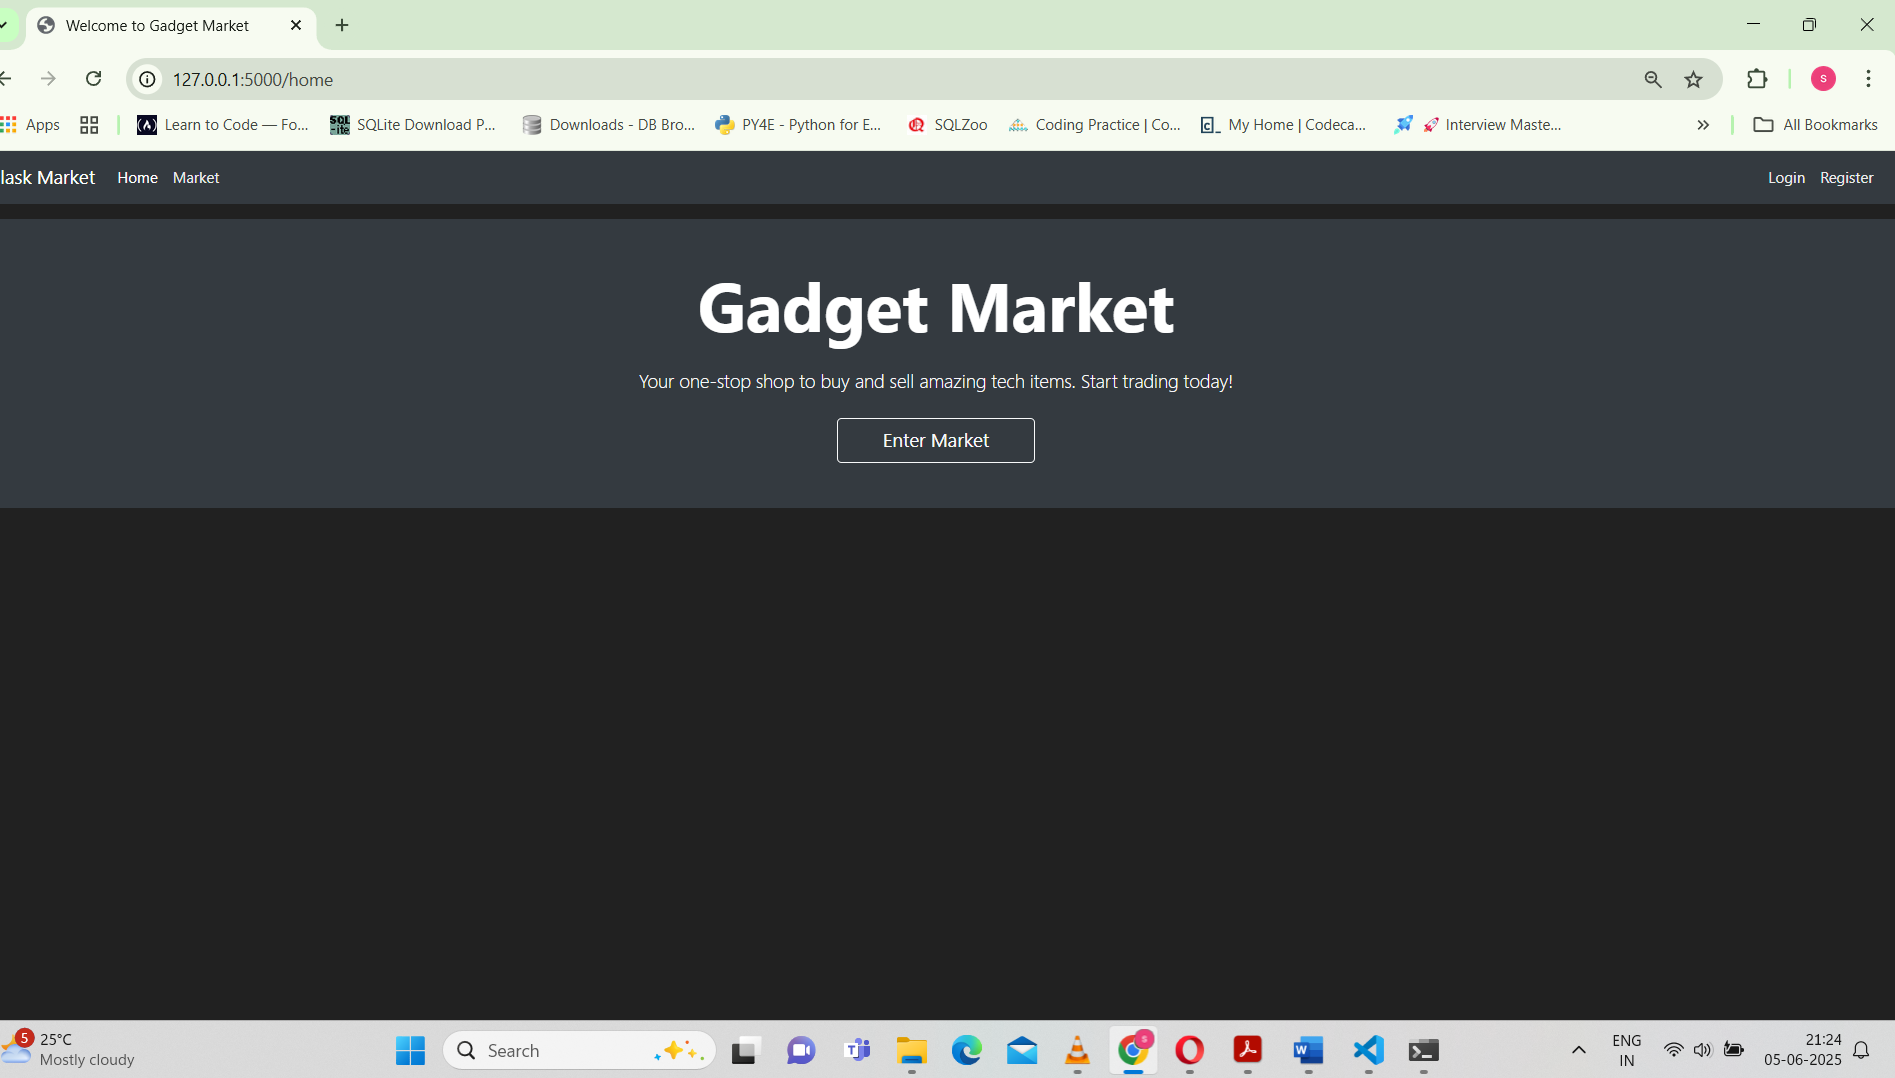 Welcome to Gadget Market
127.0.0.1:5000/home
Apps
Learn to Code — Fo...
SQLite Download P...
Downloads - DB Bro...
PY4E - Python for E...
SQLZoo
Coding Practice | Co...
My Home | Codeca...
Interview Maste...
All Bookmarks
lask Market
Home
Market
Login
Register
Gadget Market
Your one-stop shop to buy and sell amazing tech items. Start trading today!
Enter Market
5
25°C
Mostly cloudy
Search
ENG
IN
21:24
05-06-2025